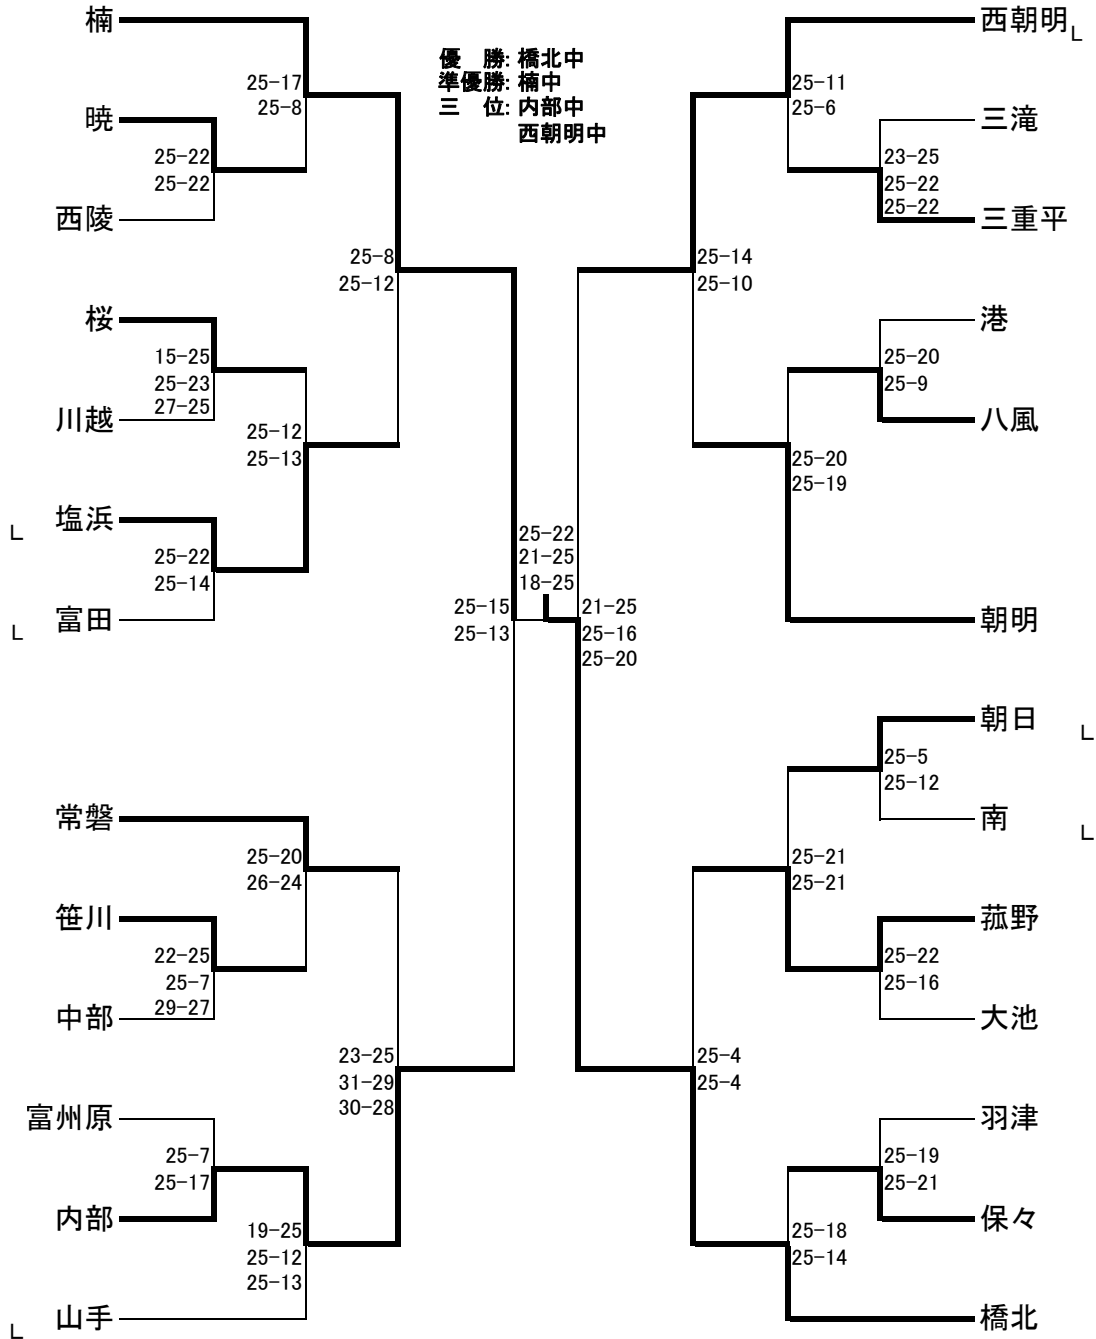 優　勝: 橋北中
準優勝: 楠中
三　位: 内部中
西朝明中
楠
25-17
25-8
暁
25-22
25-22
西陵
25-8
25-12
桜
15-25
25-23
27-25
川越
25-12
25-13
L
塩浜
25-22
25-14
L
富田
25-15
25-13
常磐
25-20
26-24
笹川
22-25
25-7
29-27
中部
23-25
31-29
30-28
富州原
25-7
25-17
内部
19-25
25-12
25-13
L
山手
25-22
21-25
18-25
西朝明
L
25-11
25-6
三滝
23-25
25-22
25-22
三重平
25-14
25-10
港
25-20
25-9
八風
25-20
25-19
朝明
21-25
25-16
25-20
朝日
L
25-5
25-12
南
L
25-21
25-21
菰野
25-22
25-16
大池
25-4
25-4
羽津
25-19
25-21
保々
25-18
25-14
橋北